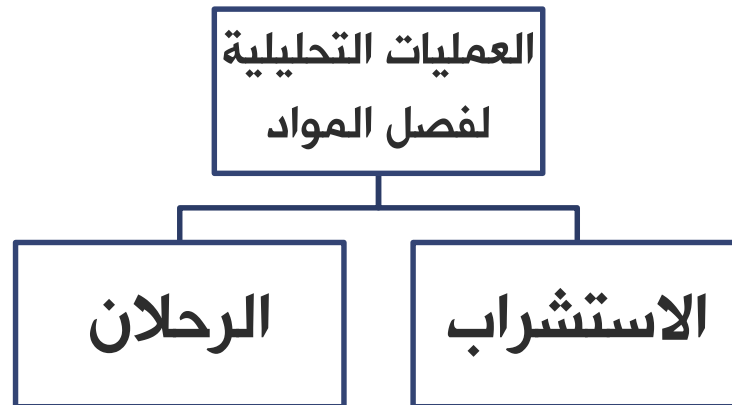 العمليات التحليلية
لفصل المواد
الاستشراب
الرحلان